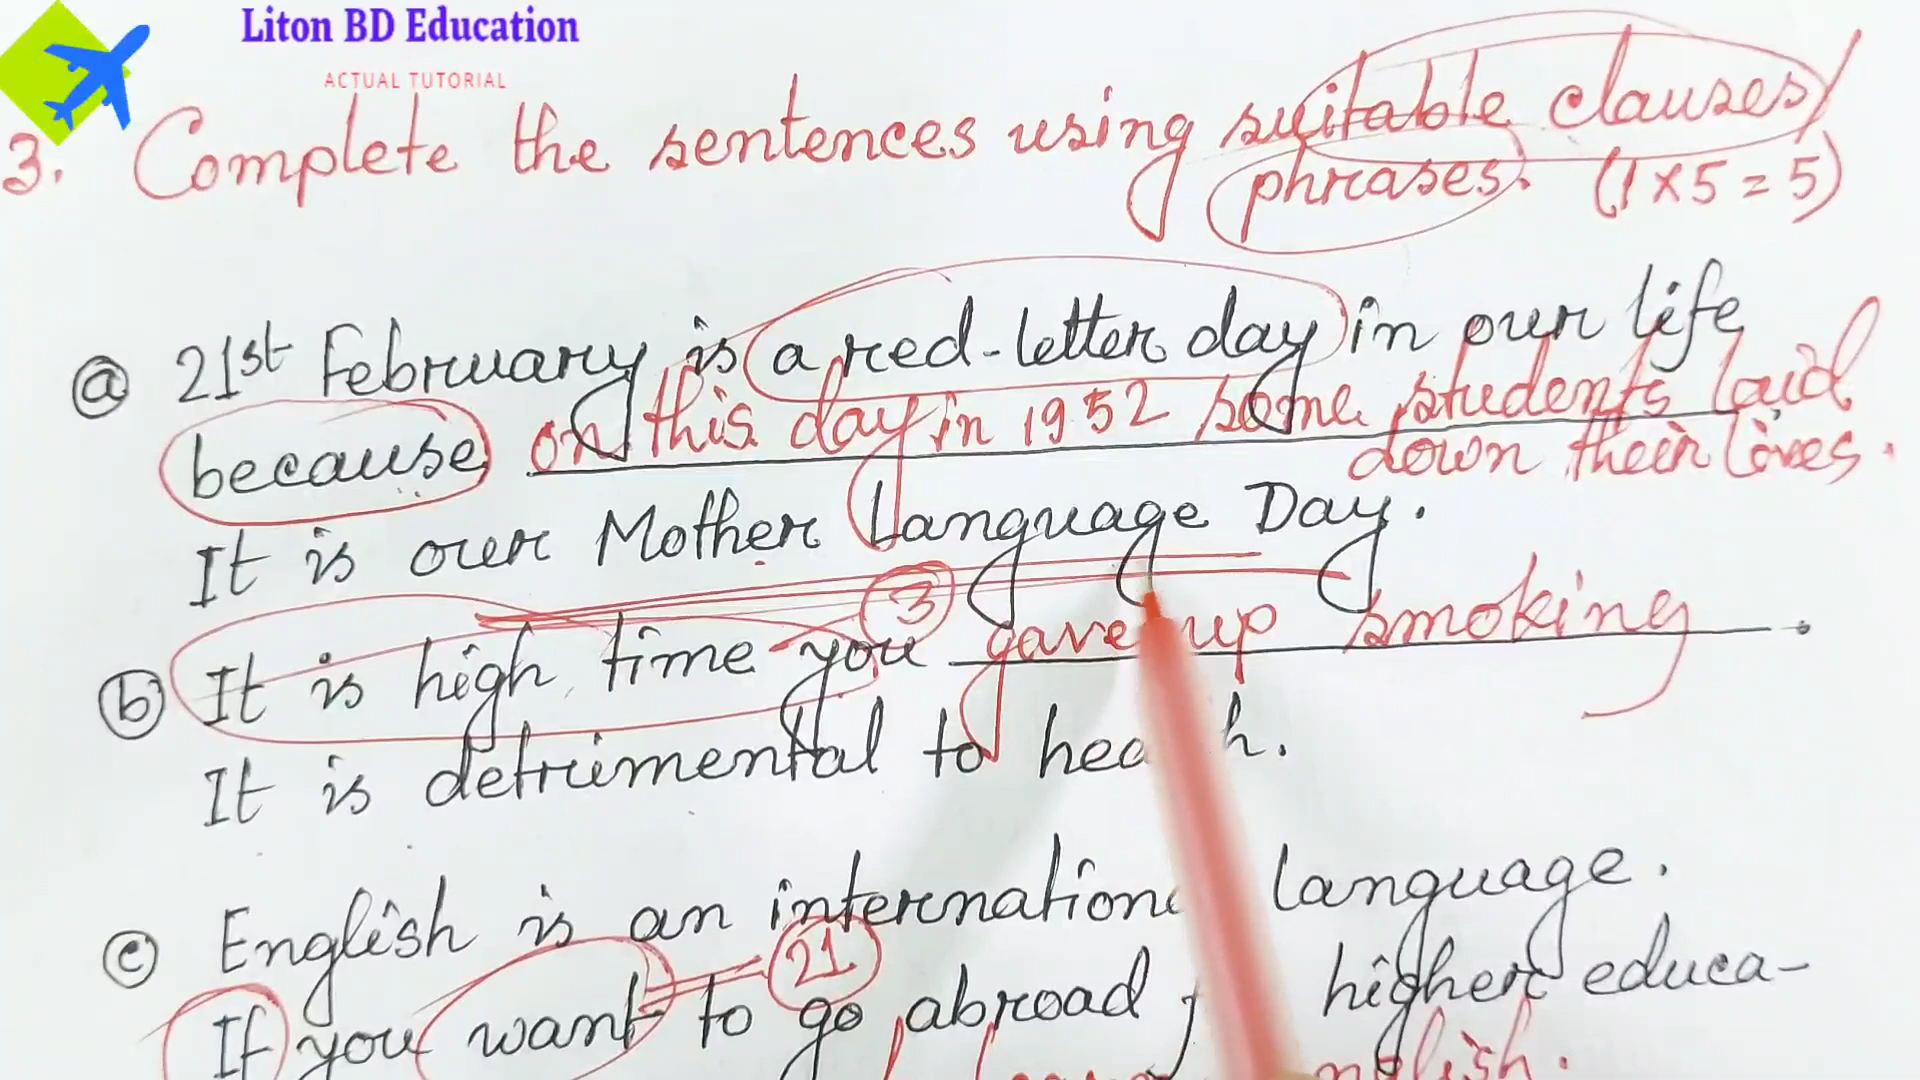 Liton BD Education
ACTUAL TUTORIAL
3. Complete the sentences using suitable clauses/
phrases. (1×5=5)
ⓐ 21st February is a red-letter day in our life
because on this day in 1952 some students laid
down their lives.
It is our Mother Language Day.
3
ⓑ It is high time you gave up smoking.
It is detrimental to
ⓒ English is an language.
21
If you want to go abroad higher educa-